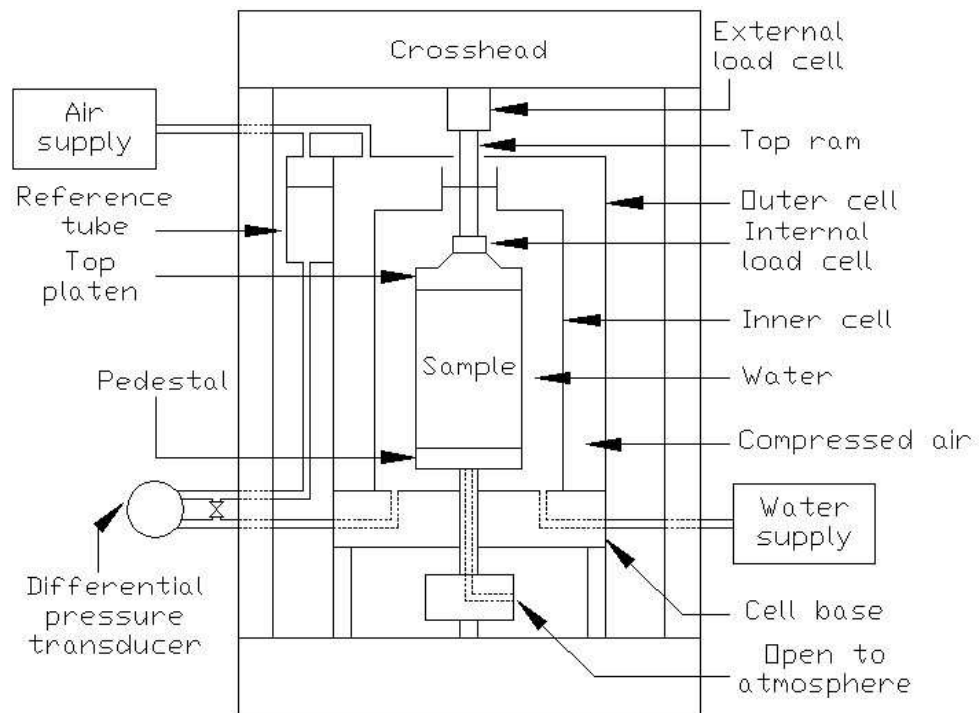 Crosshead
External
load cell
Air
supply
Top ram
Reference
tube
Outer cell
Internal
load cell
Top
platen
Inner cell
Sample
Pedestal
Water
Compressed air
Water
supply
Differential
pressure
transducer
Cell base
Open to
atmosphere